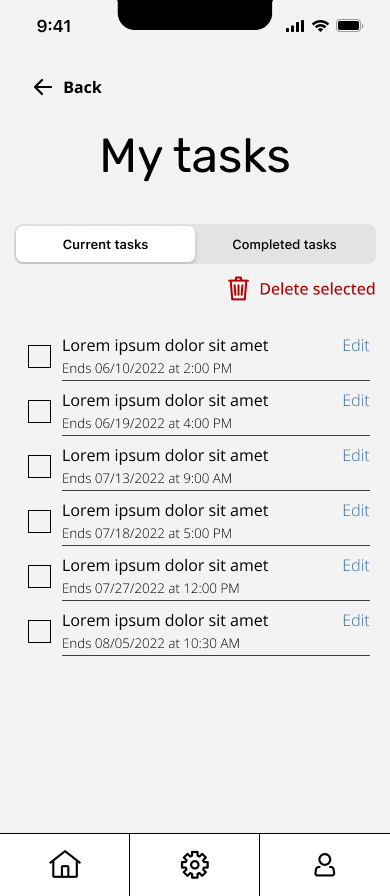 9:41
Back
My tasks
Current tasks Completed tasks
Delete selected
Lorem ipsum dolor sit amet Edit
Ends 06/10/2022 at 2:00 PM
Lorem ipsum dolor sit amet Edit
Ends 06/19/2022 at 4:00 PM
Lorem ipsum dolor sit amet Edit
Ends 07/13/2022 at 9:00 AM
Lorem ipsum dolor sit amet Edit
Ends 07/18/2022 at 5:00 PM
Lorem ipsum dolor sit amet Edit
Ends 07/27/2022 at 12:00 PM
Lorem ipsum dolor sit amet Edit
Ends 08/05/2022 at 10:30 AM